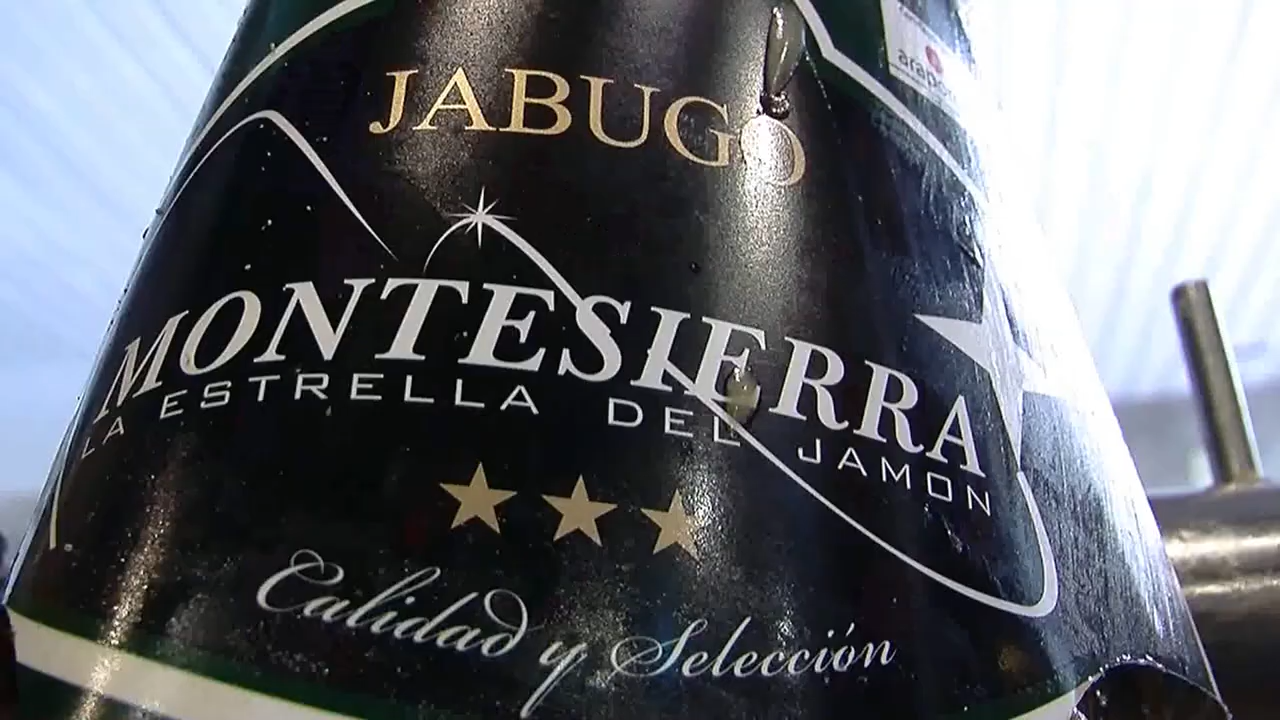 JABUGO
MONTESIERRA
LA ESTRELLA DEL JAMON
Calidad y Selección